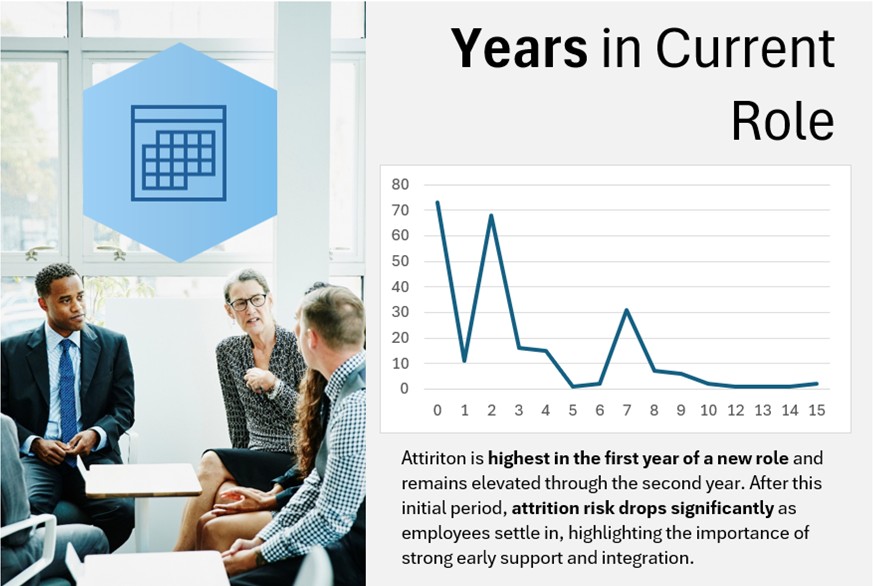 Years in Current
Role
80
70
60
50
40
30
20
10
0
0 1 2 3 4 5 6 7 8 9 10 12 13 14 15
Attiriton is highest in the first year of a new role and
remains elevated through the second year. After this
initial period, attrition risk drops significantly as
employees settle in, highlighting the importance of
strong early support and integration.